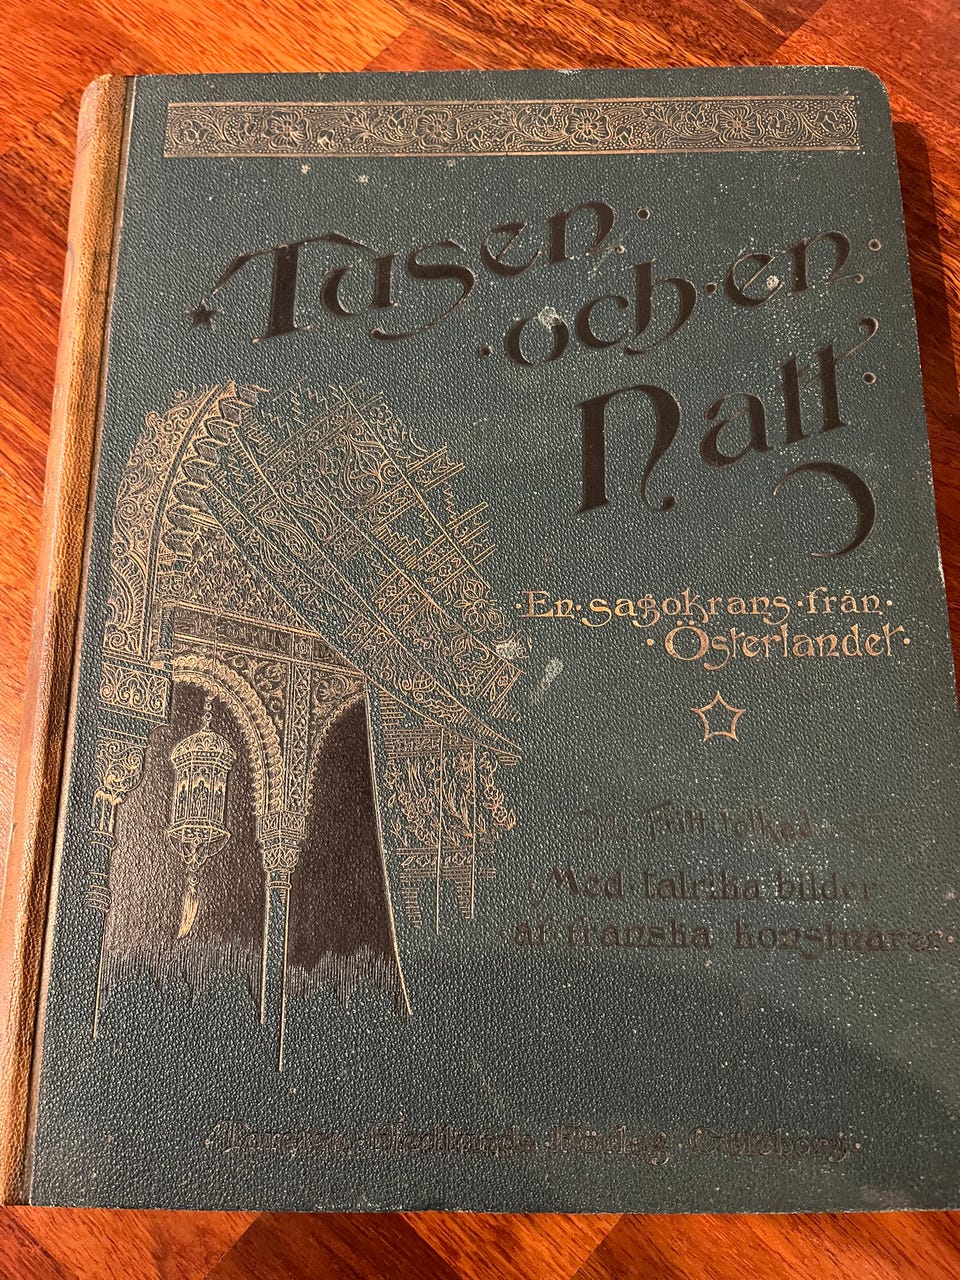 Tusen
och·en
Natt
·En·sagokrans·från·
·Österlandet·
Fritt tolkad
Med talrika bilder
af franska konstnärer
Torsten Hedlunds Förlag · Göteborg ·